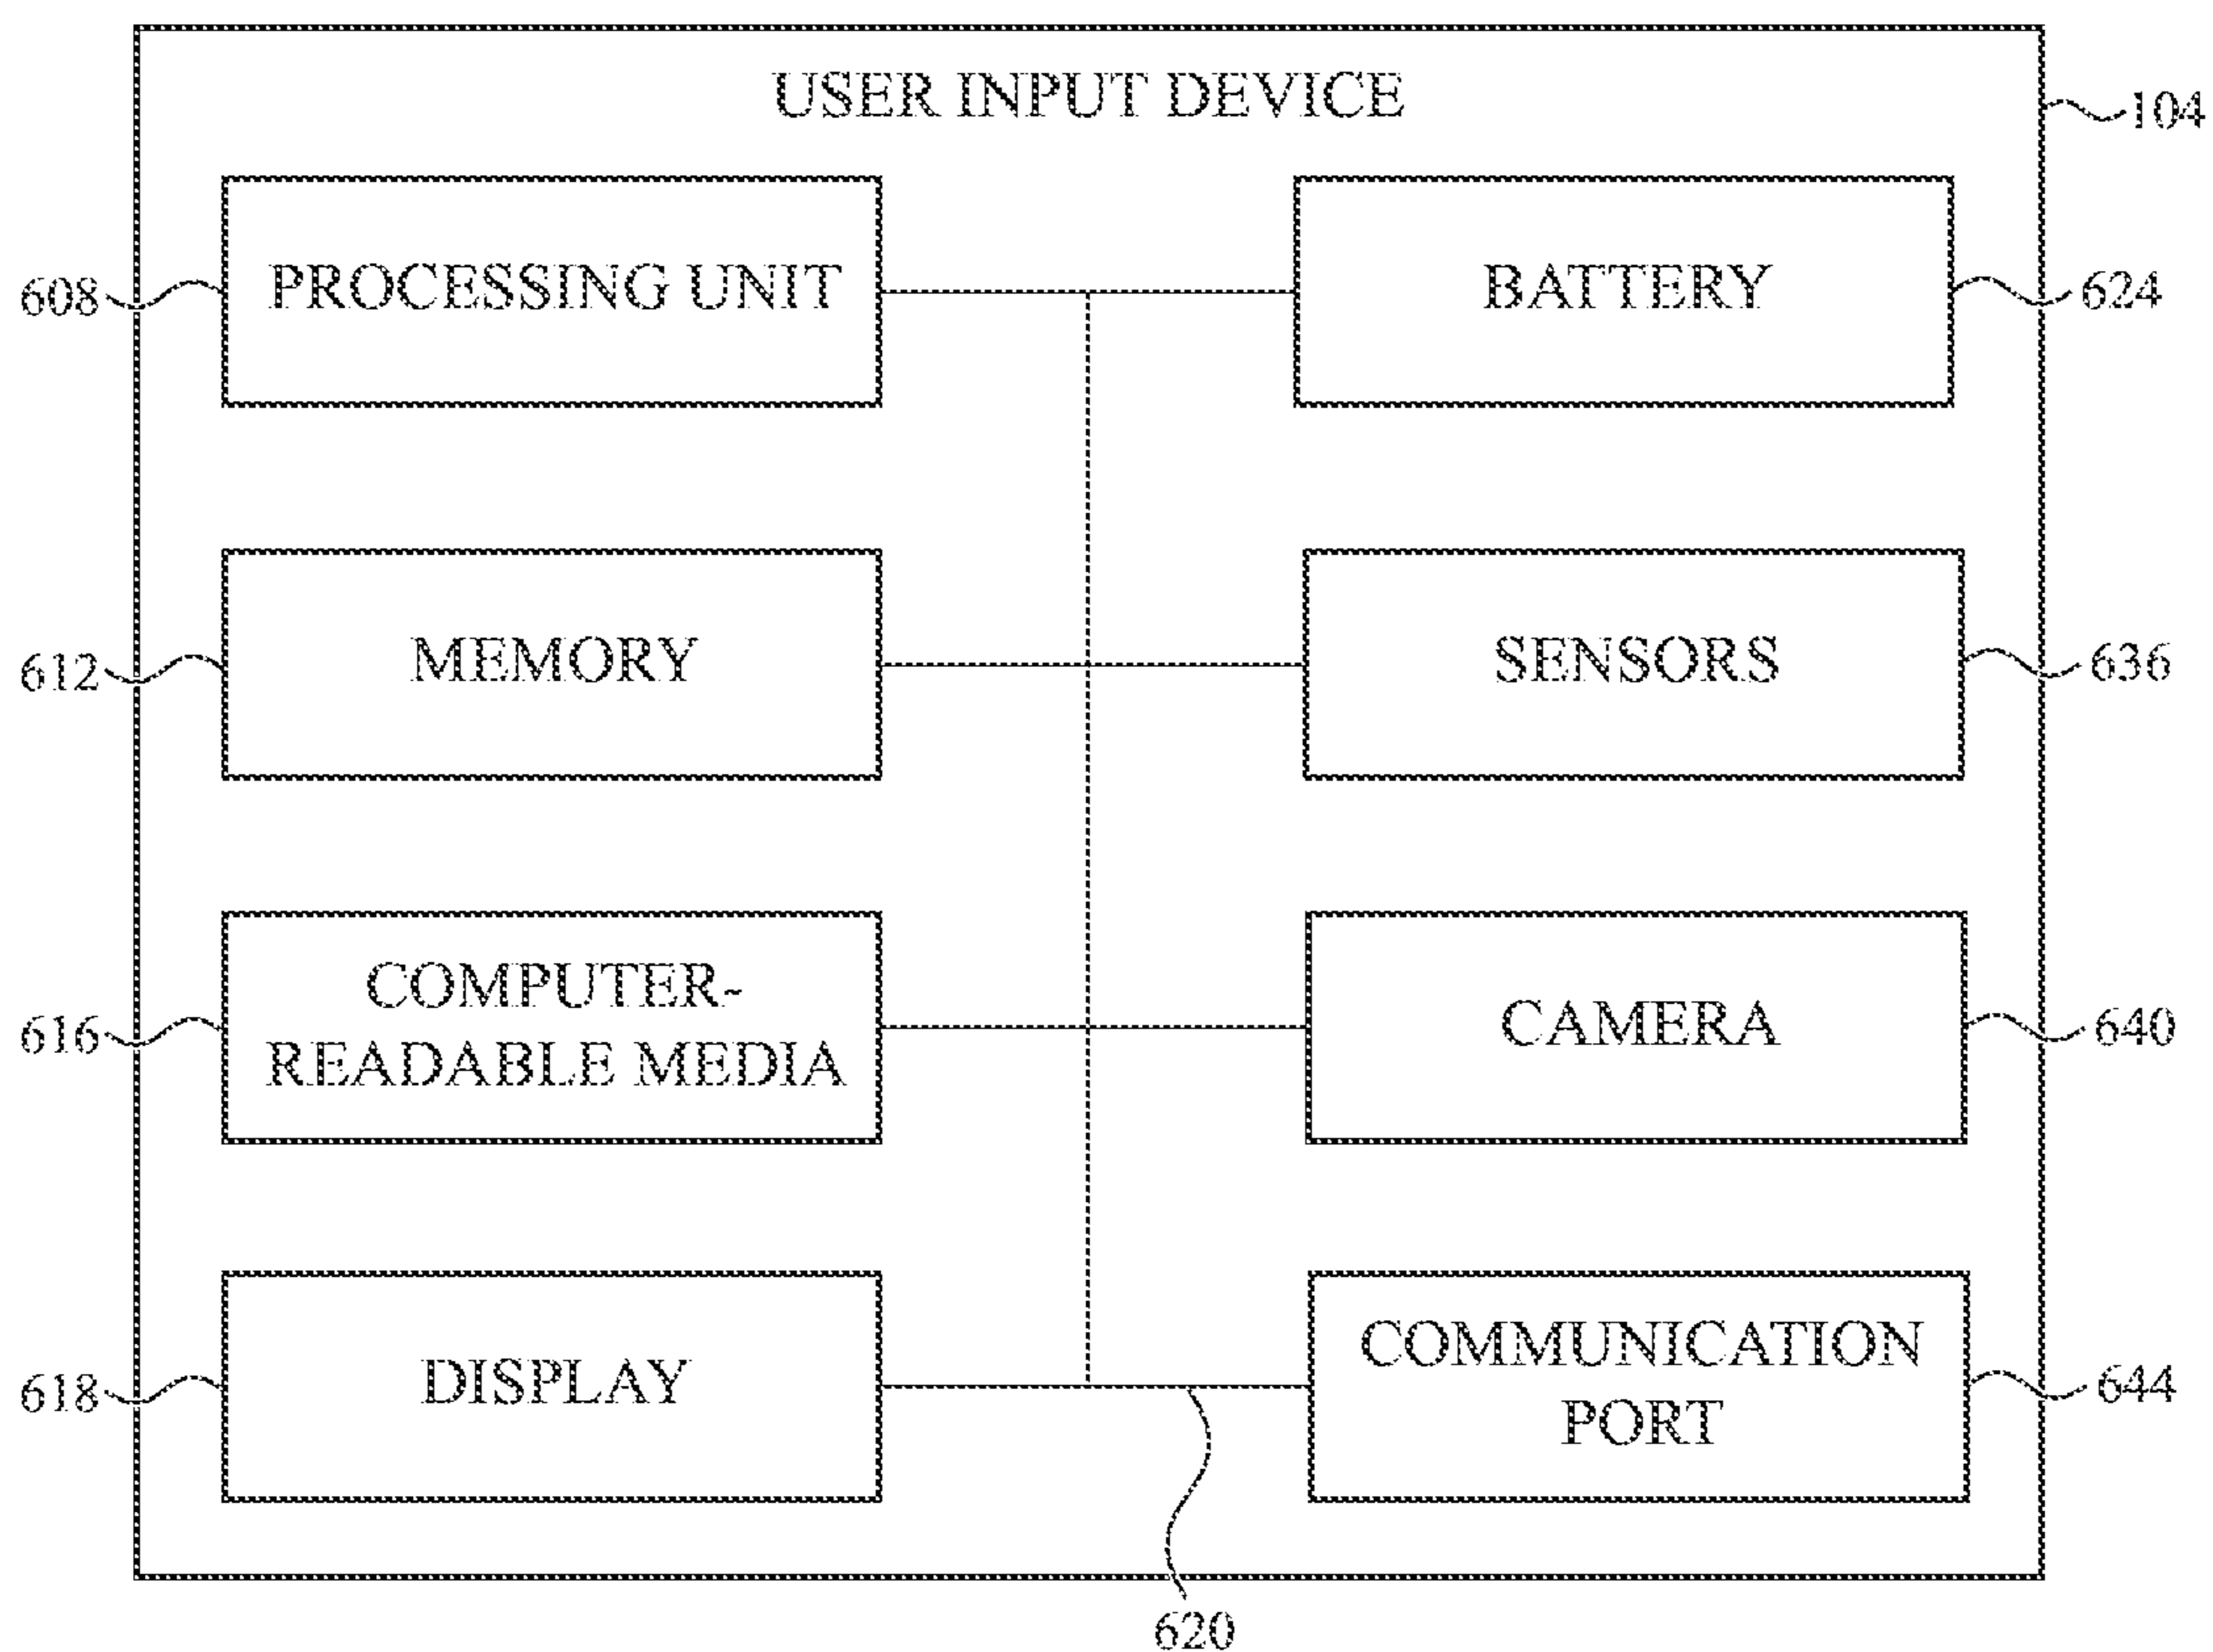 USER INPUT DEVICE
104
608
PROCESSING UNIT
BATTERY
624
612
MEMORY
SENSORS
636
616
COMPUTER-
READABLE MEDIA
CAMERA
640
618
DISPLAY
COMMUNICATION
PORT
644
620